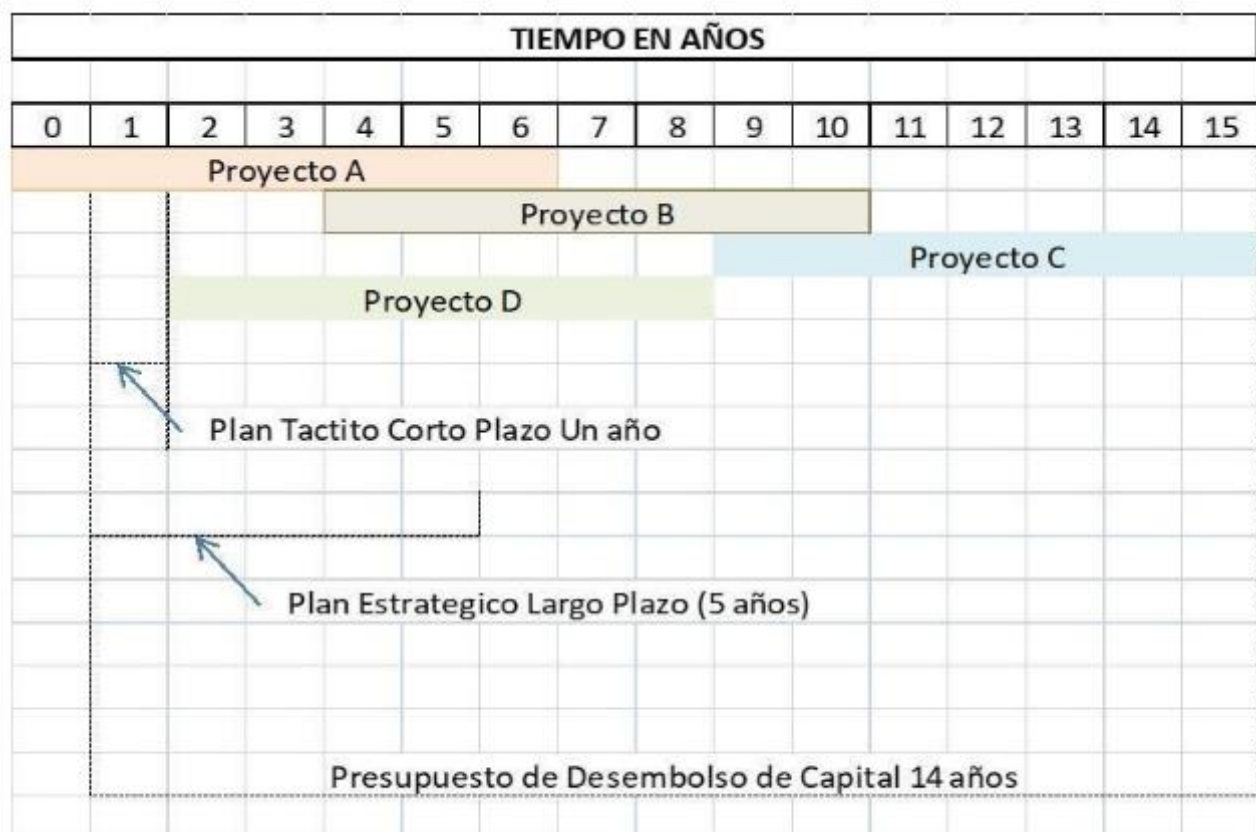 TIEMPO EN AÑOS
0 1 2 3 4 5 6 7 8 9 10 11 12 13 14 15
Proyecto A
Proyecto B
Proyecto C
Proyecto D
Plan Tactito Corto Plazo Un año
Plan Estrategico Largo Plazo (5 años)
Presupuesto de Desembolso de Capital 14 años